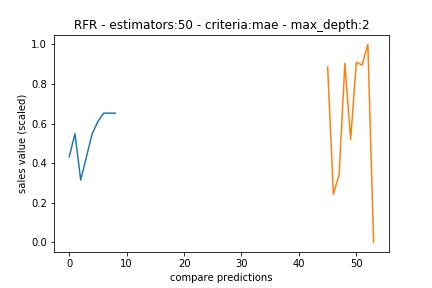 RFR - estimators:50 - criteria:mae - max_depth:2
1.0
0.8
0.6
0.4
0.2
0.0
sales value (scaled)
0 10 20 30 40 50
compare predictions